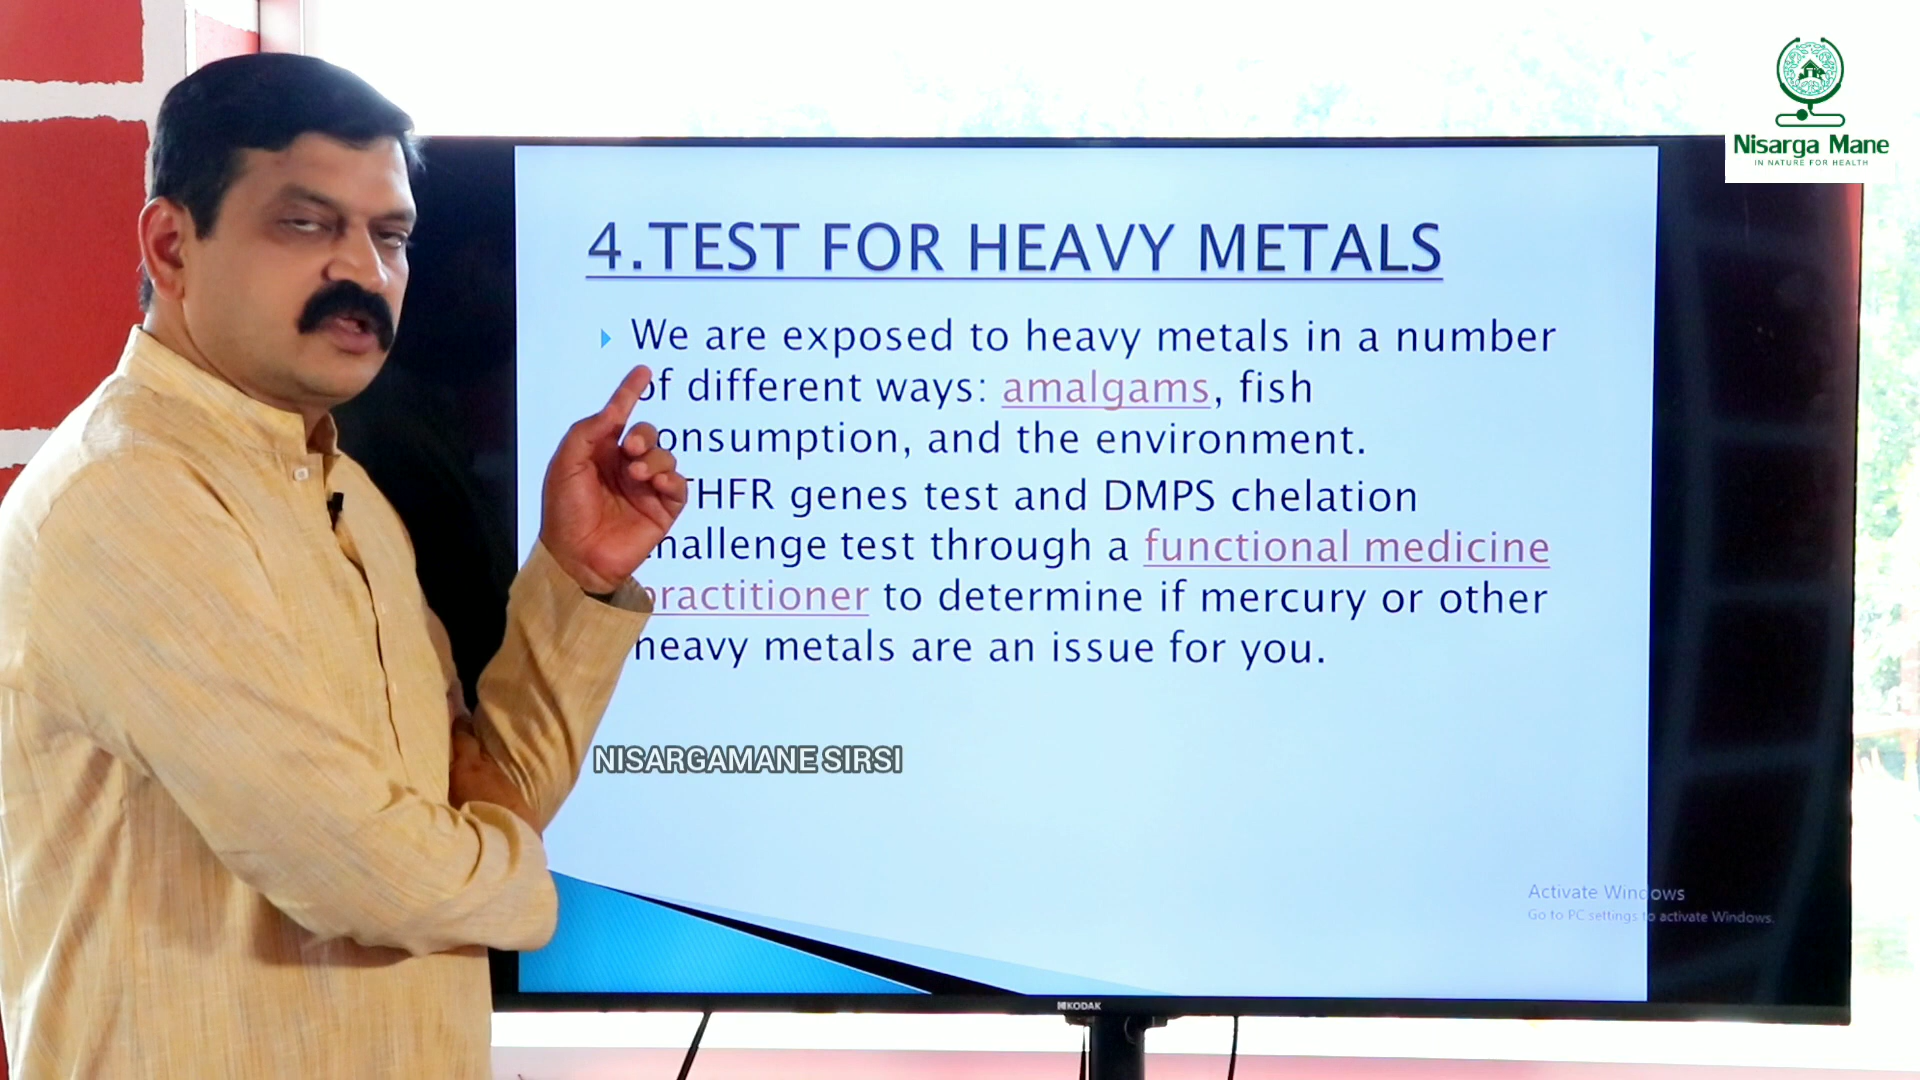 Nisarga Mane
IN NATURE FOR HEALTH
4.TEST FOR HEAVY METALS
We are exposed to heavy metals in a number
of different ways: amalgams, fish
onsumption, and the environment.
THFR genes test and DMPS chelation
hallenge test through a functional medicine
practitioner to determine if mercury or other
heavy metals are an issue for you.
NISARGAMANE SIRSI
Activate Windows
Go to PC settings to activate Windows.
KODAK